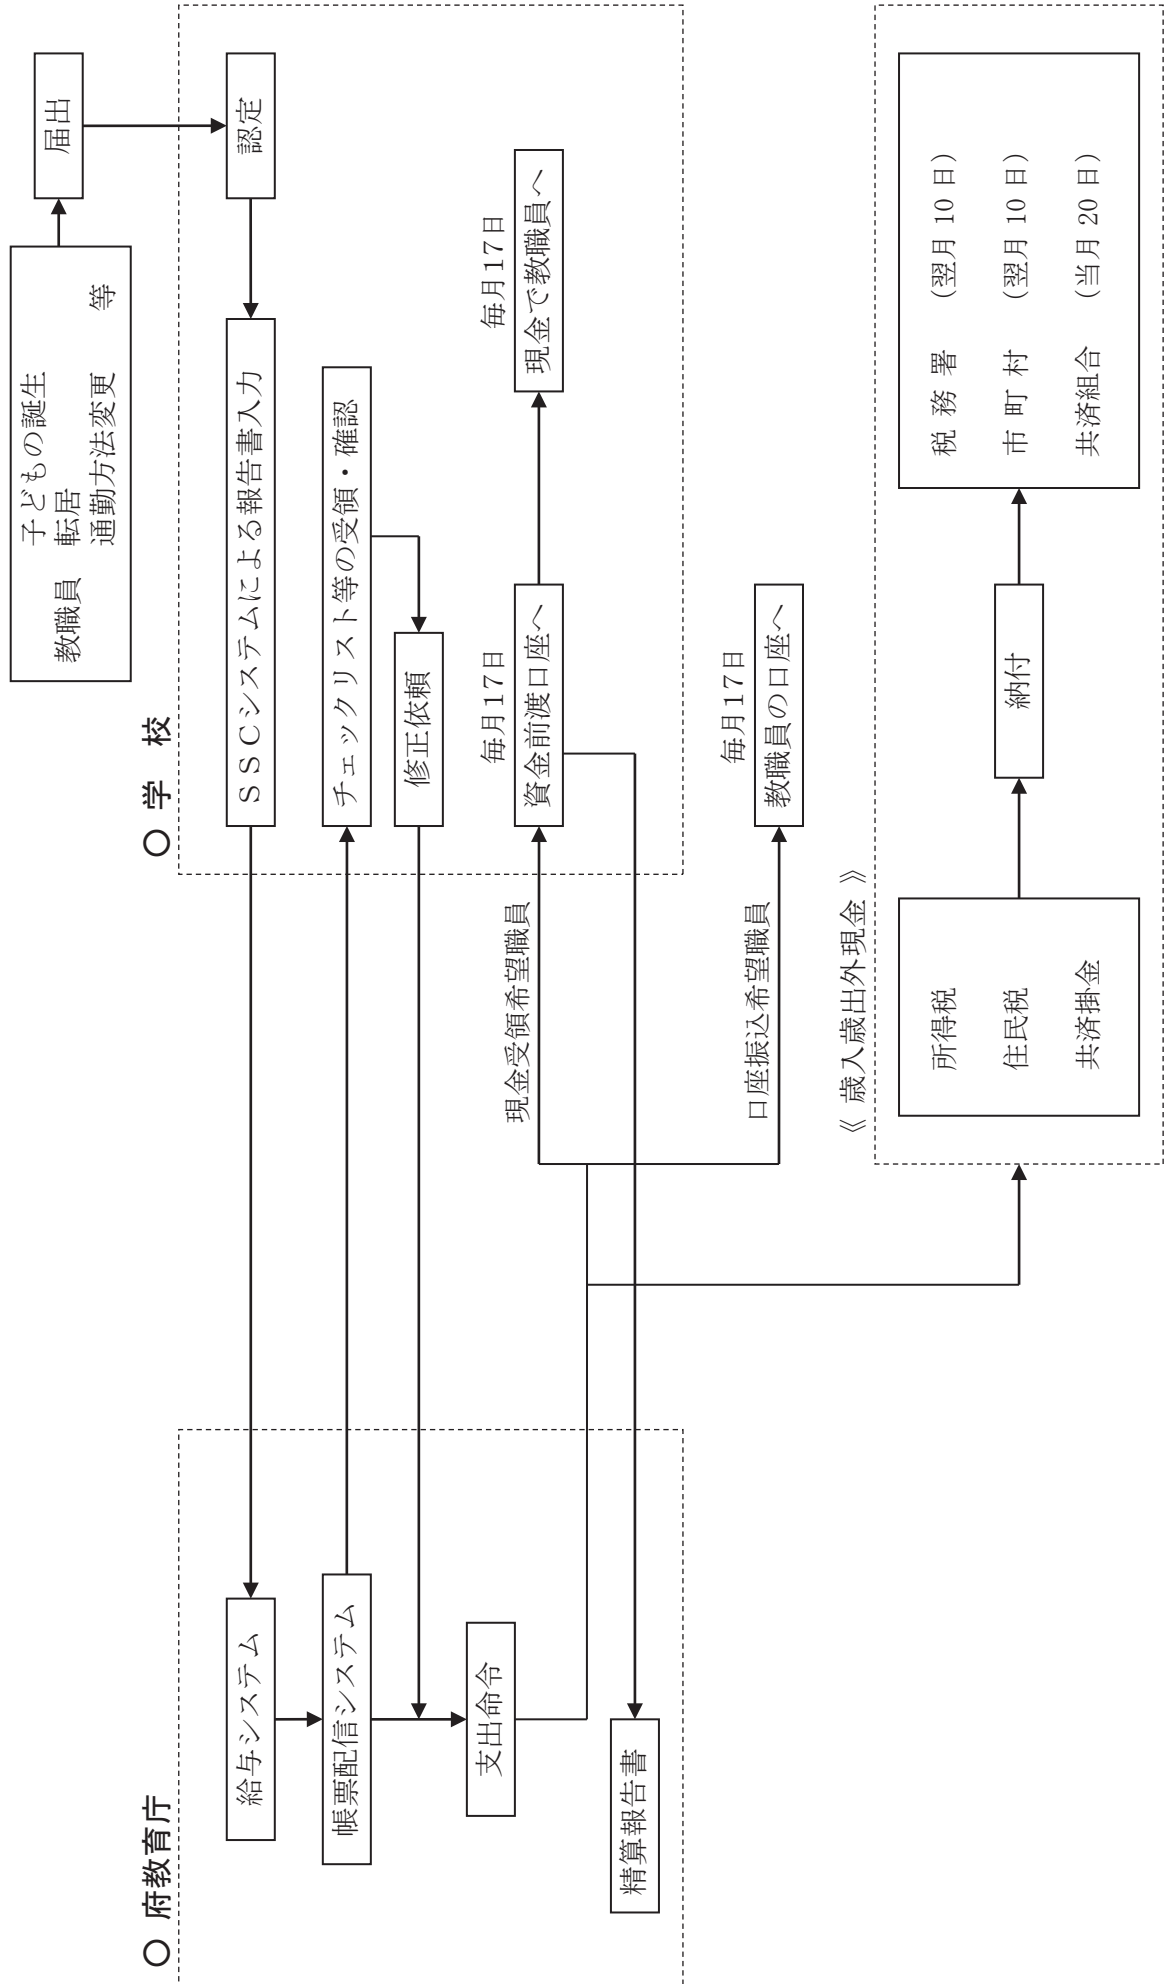 ○ 府教育庁
給与システム
帳票配信システム
支出命令
精算報告書
○ 学　校
教職員
子どもの誕生
転居
通勤方法変更　　等
届出
認定
ＳＳＣシステムによる報告書入力
チェックリスト等の受領・確認
修正依頼
現金受領希望職員
毎月17日
資金前渡口座へ
毎月17日
現金で教職員へ
口座振込希望職員
毎月17日
教職員の口座へ
《 歳入歳出外現金 》
所得税
住民税
共済掛金
納付
税 務 署　　(翌月 10 日)
市 町 村　　(翌月 10 日)
共済組合　　(当月 20 日)